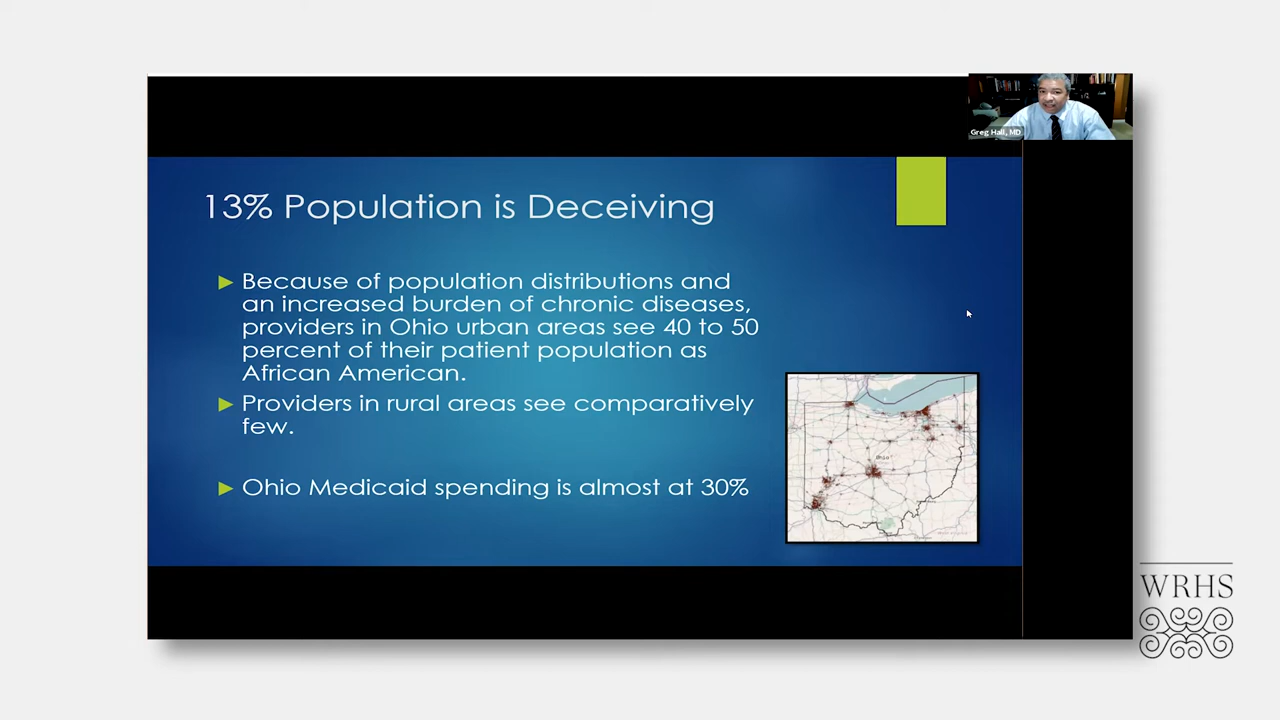 Greg Hall, MD
13% Population is Deceiving
▶ Because of population distributions and
an increased burden of chronic diseases,
providers in Ohio urban areas see 40 to 50
percent of their patient population as
African American.
▶ Providers in rural areas see comparatively
few.
▶ Ohio Medicaid spending is almost at 30%
Ohio
WRHS